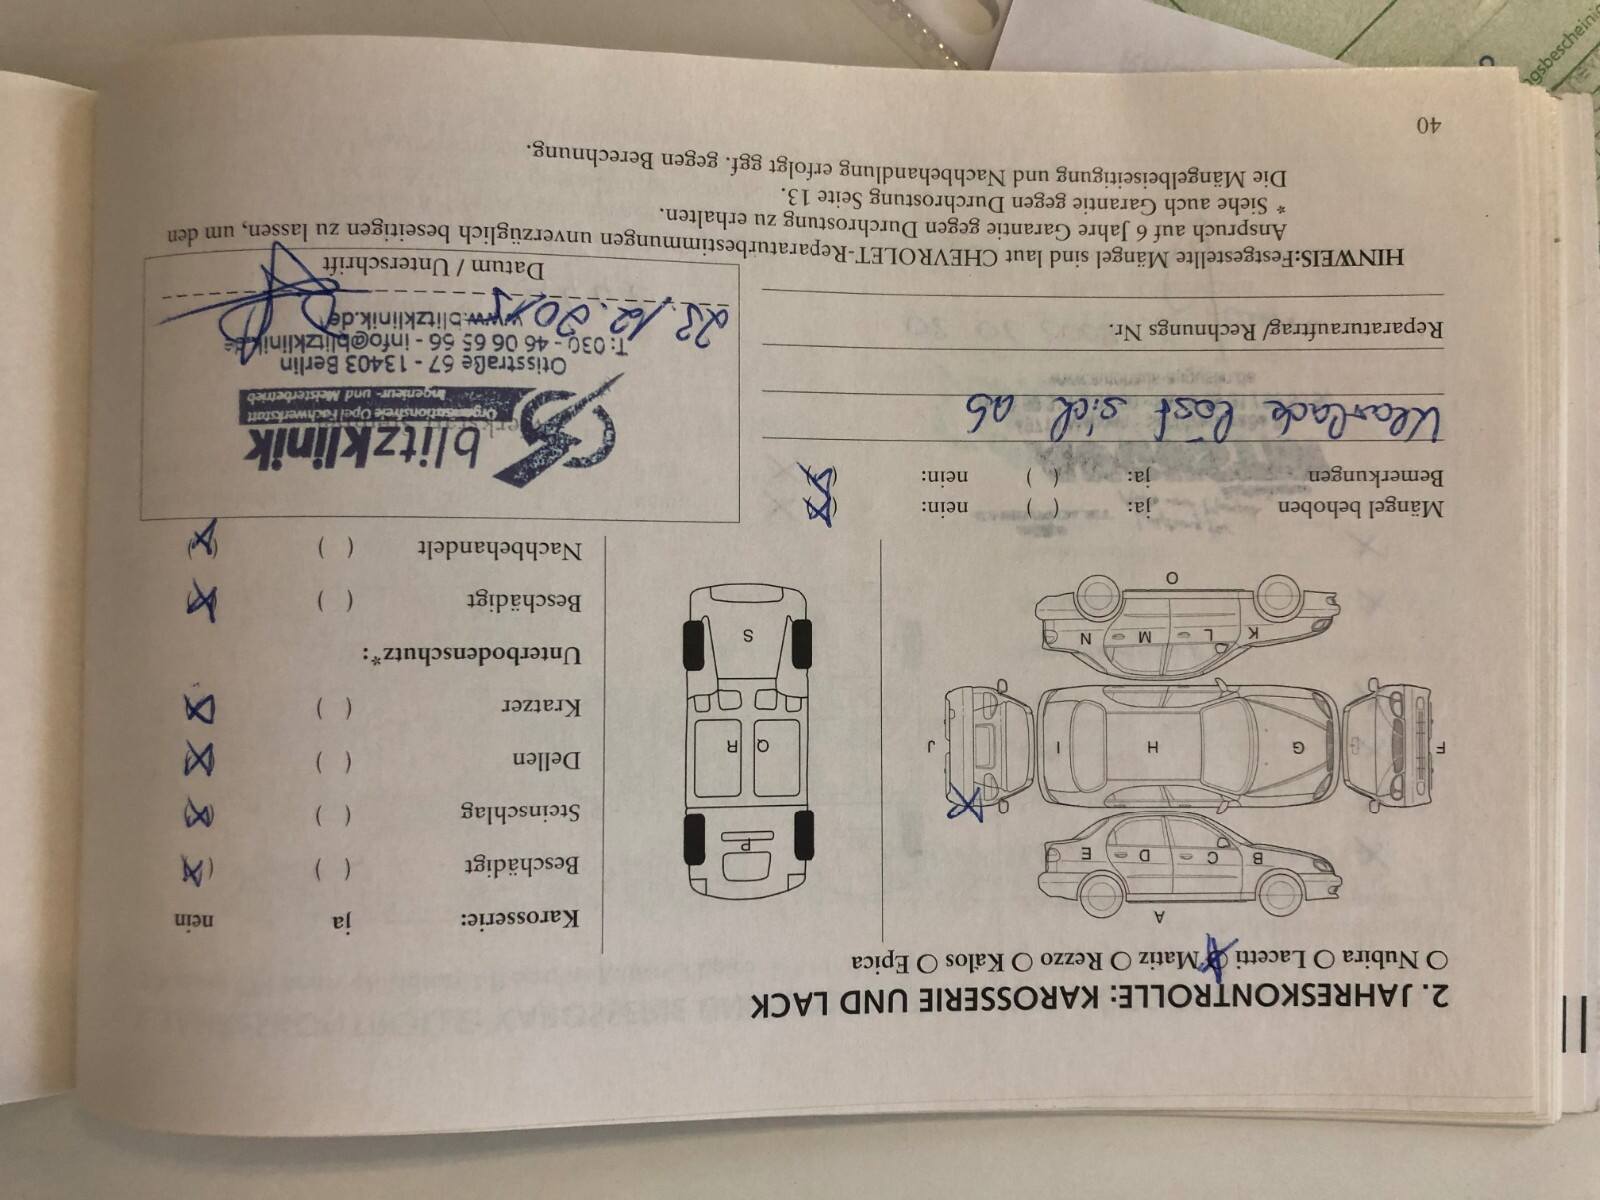 2. JAHRESKONTROLLE: KAROSSERIE UND LACK
O Nubira O Lacetti O Matiz O Rezzo O Kalos O Epica
A
B C D E
F G H I J
K L M N
O
P
Q R
S
Karosserie: ja nein
Beschädigt ( ) (x)
Steinschlag ( ) (x)
Dellen ( ) (x)
Kratzer ( ) (x)
Unterbodenschutz*:
Beschädigt ( ) (x)
Nachbehandelt ( ) (x)
Mängel behoben ja: ( ) nein: (x)
Bemerkungen ja: ( ) nein: (x)
Klarlack löst sich ab
Reparaturauftrag/ Rechnungs Nr.
blitzklinik
Organisationsfreie Opel Fachwerkstatt
Ingenieur- und Meisterbetrieb
Otisstraße 57 - 13403 Berlin
T: 030 - 46 06 65 56 - info@blitzklinik.de
www.blitzklinik.de
23.12.2015
Datum / Unterschrift
HINWEIS:Festgestellte Mängel sind laut CHEVROLET-Reparaturbestimmungen unverzüglich beseitigen zu lassen, um den
Anspruch auf 6 Jahre Garantie gegen Durchrostung zu erhalten.
* Siehe auch Garantie gegen Durchrostung Seite 13.
Die Mängelbeiseitigung und Nachbehandlung erfolgt ggf. gegen Berechnung.
40